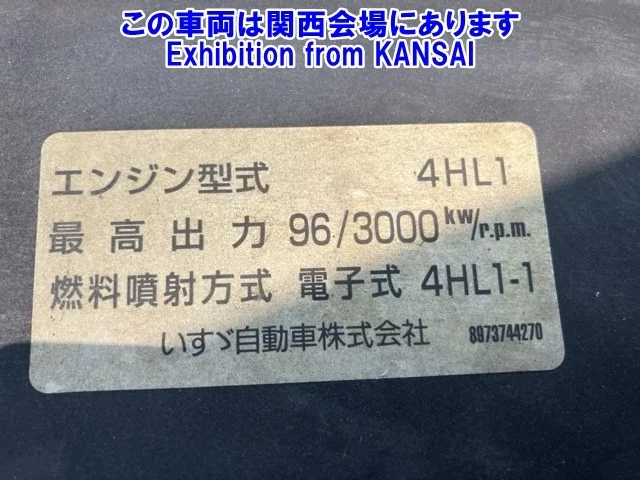 この車両は関西会場にあります
Exhibition from KANSAI
エンジン型式 4HL1
最高出力 96/3000 kw/r.p.m.
燃料噴射方式 電子式 4HL1-1
いすゞ自動車株式会社 8973744270